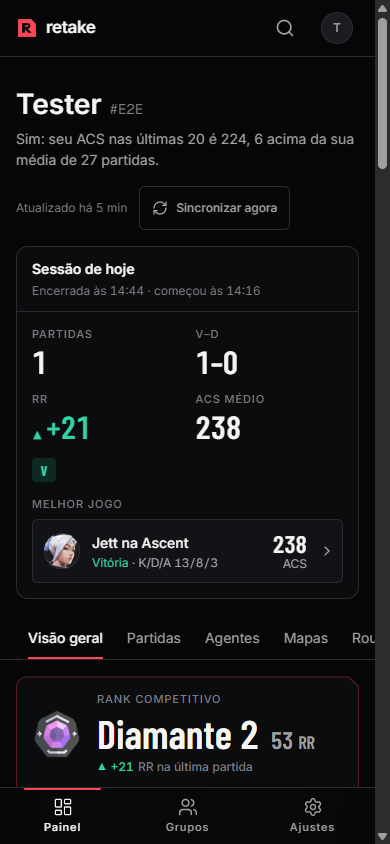 retake
T
Tester #E2E
Sim: seu ACS nas últimas 20 é 224, 6 acima da sua
média de 27 partidas.
Atualizado há 5 min
Sincronizar agora
Sessão de hoje
Encerrada às 14:44 · começou às 14:16
PARTIDAS
V–D
1
1–0
RR
ACS MÉDIO
▲+21
238
V
MELHOR JOGO
Jett na Ascent
Vitória · K/D/A 13/8/3
238
ACS
Visão geral
Partidas
Agentes
Mapas
Rou
RANK COMPETITIVO
Diamante 2 53 RR
▲ +21 RR na última partida
Painel
Grupos
Ajustes